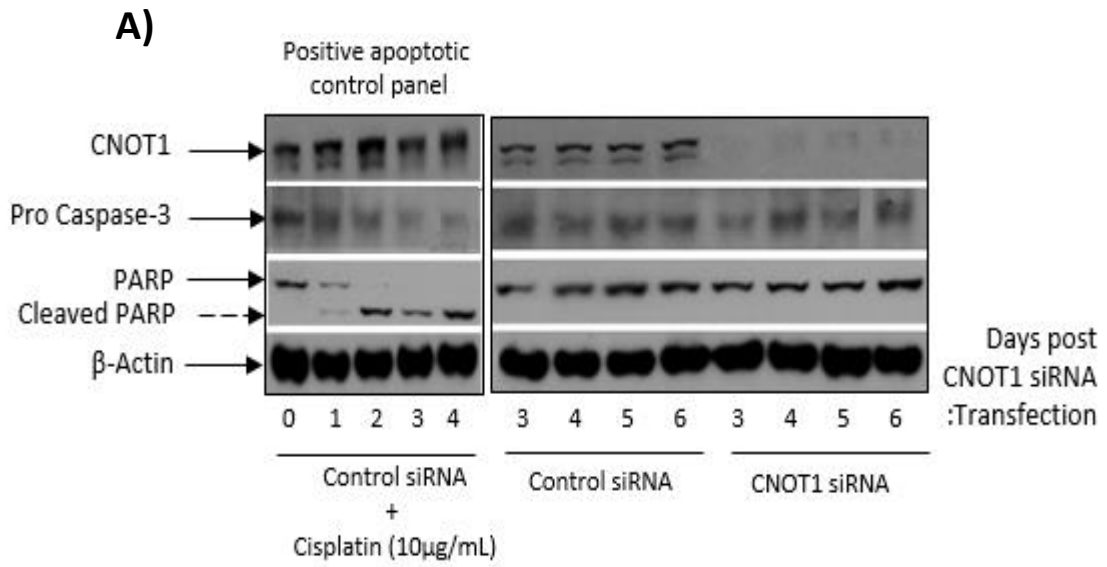 A)
Positive apoptotic
control panel
CNOT1
Pro Caspase-3
PARP
Cleaved PARP
β-Actin
Days post
CNOT1 siRNA
:Transfection
0 1 2 3 4
3 4 5 6 3 4 5 6
Control siRNA
+
Cisplatin (10µg/mL)
Control siRNA
CNOT1 siRNA